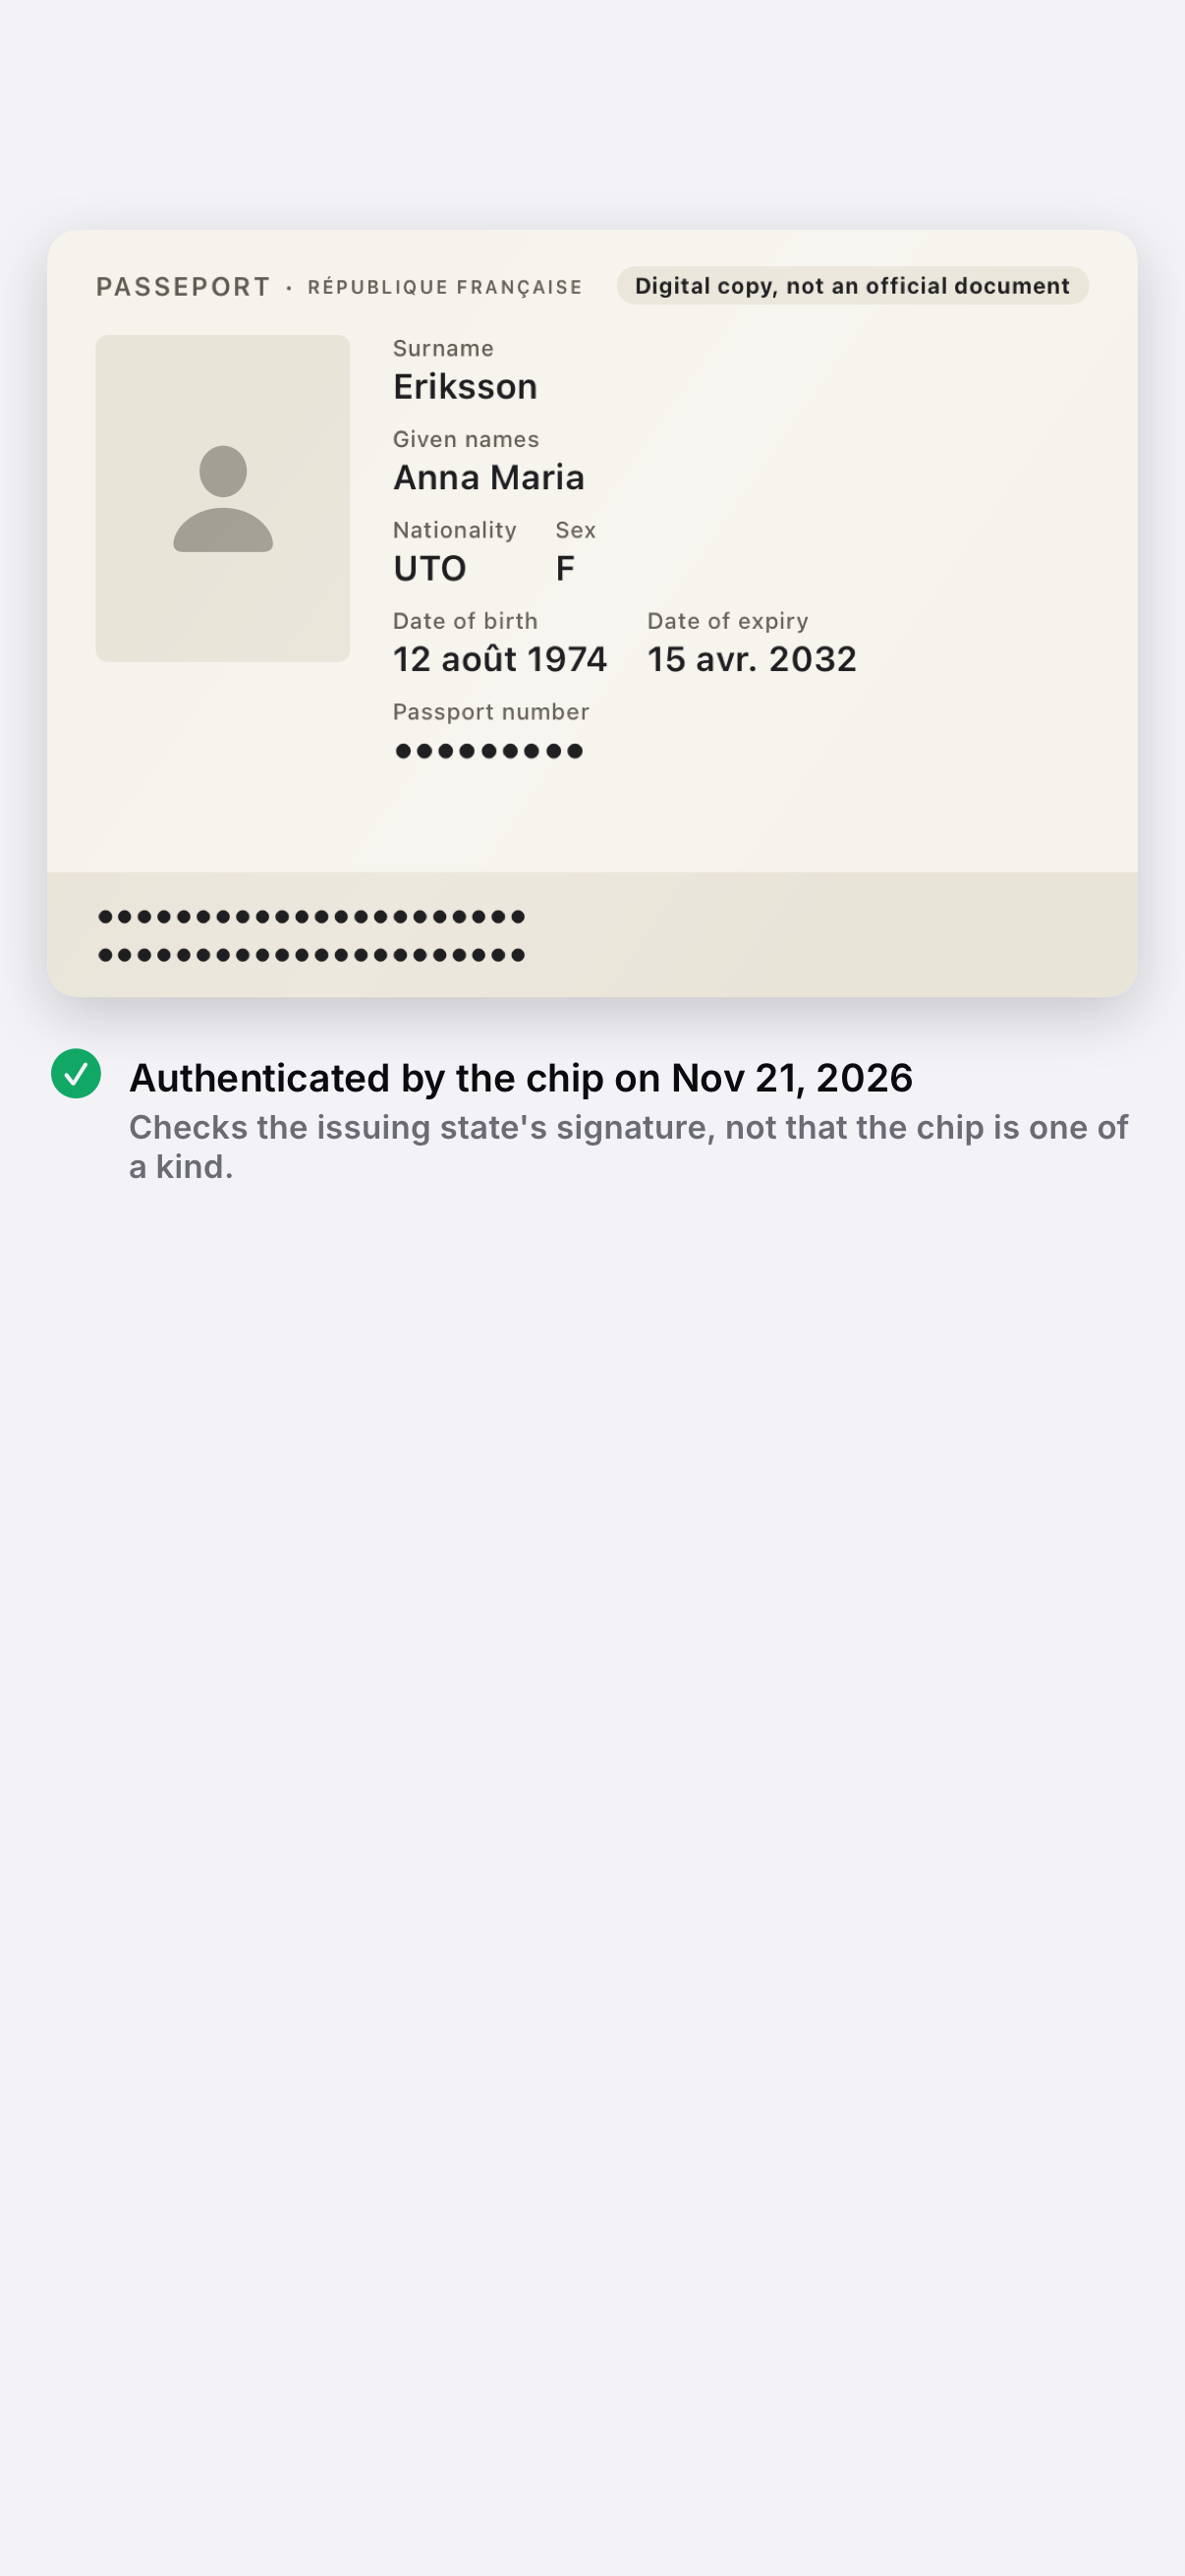 PASSEPORT · RÉPUBLIQUE FRANÇAISE
Digital copy, not an official document
Surname
Eriksson
Given names
Anna Maria
Nationality Sex
UTO F
Date of birth Date of expiry
12 août 1974 15 avr. 2032
Passport number
●●●●●●●●●
●●●●●●●●●●●●●●●●●●●●●●
●●●●●●●●●●●●●●●●●●●●●●
Authenticated by the chip on Nov 21, 2026
Checks the issuing state's signature, not that the chip is one of
a kind.